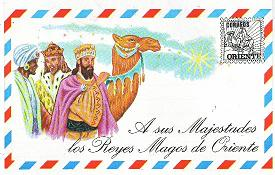 CORREOS
ORIENTE
A sus Majestades
los Reyes Magos de Oriente